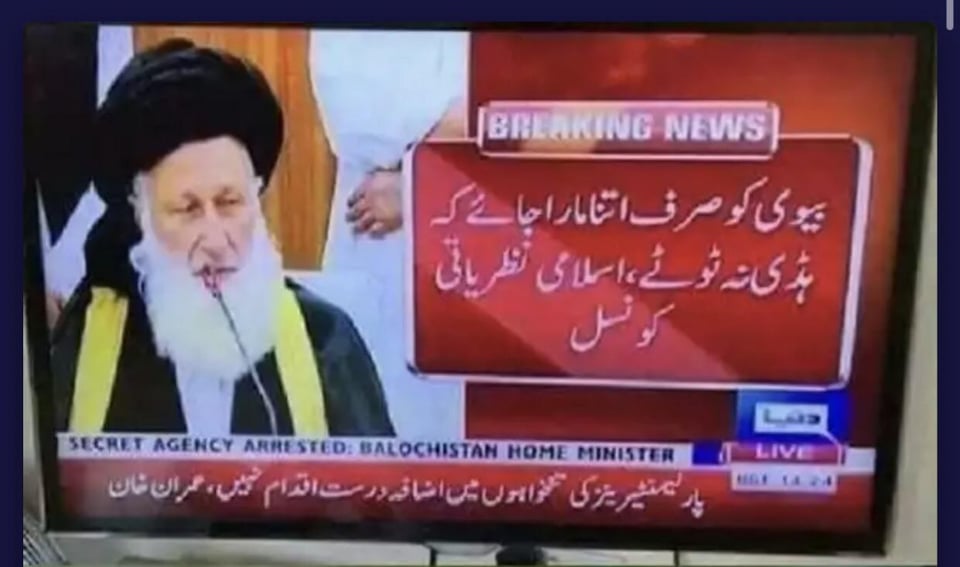 BREAKING NEWS
بیوی کو صرف اتنا مارا جائے کہ
ہڈی نہ ٹوٹے، اسلامی نظریاتی
کونسل
دنیا
SECRET AGENCY ARRESTED: BALOCHISTAN HOME MINISTER
LIVE
پارلیمنٹیرینز کی تنخواہوں میں اضافہ درست اقدام نہیں، عمران خان